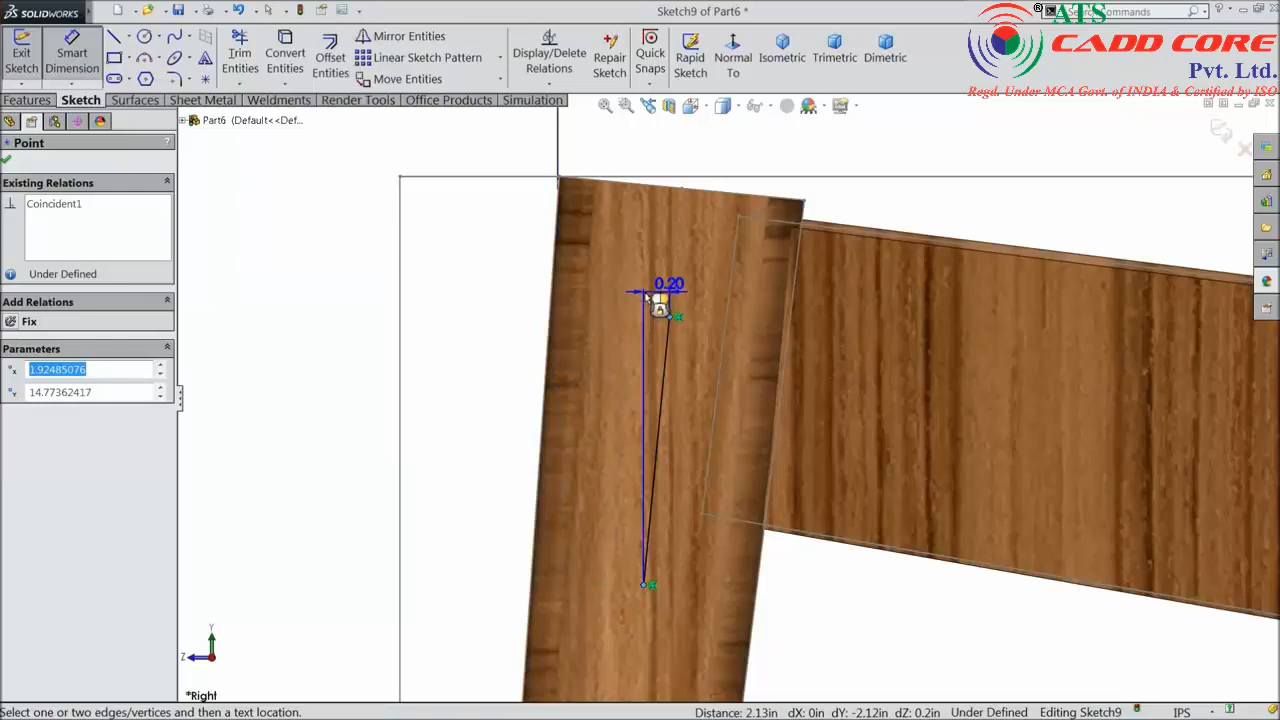 SOLIDWORKS
Sketch9 of Part6 *
Commands
® ATS
CADD CORE
Pvt. Ltd.
Regd. Under MCA Govt. of INDIA & Certified by ISO
Exit Sketch
Smart Dimension
Trim Entities
Convert Entities
Offset Entities
Mirror Entities
Linear Sketch Pattern
Move Entities
Display/Delete Relations
Repair Sketch
Quick Snaps
Rapid Sketch
Normal To
Isometric
Trimetric
Dimetric
Features
Sketch
Surfaces
Sheet Metal
Weldments
Render Tools
Office Products
Simulation
Part6 (Default<<Def...
Point
?
Existing Relations
Coincident1
Under Defined
Add Relations
Fix
Parameters
1.92485076
14.77362417
0.20
Y
Z
*Right
Select one or two edges/vertices and then a text location.
Distance: 2.13in dX: 0in dY: -2.12in dZ: 0.2in
Under Defined
Editing Sketch9
IPS